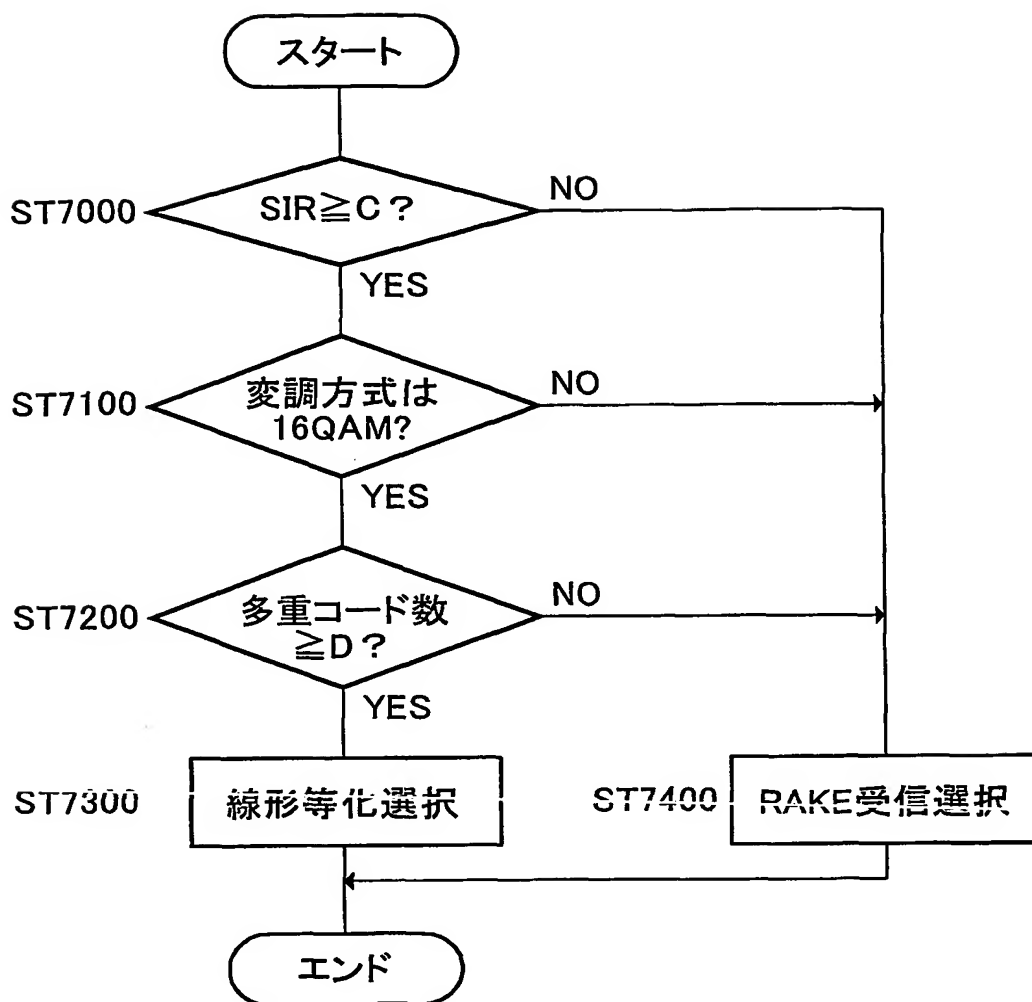 スタート
ST7000
SIR≧C？
NO
YES
ST7100
変調方式は
16QAM?
NO
YES
ST7200
多重コード数
≧D？
NO
YES
ST7300
線形等化選択
ST7400
RAKE受信選択
エンド